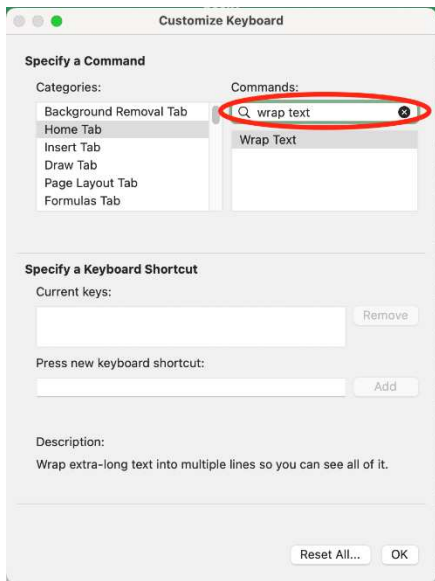 Customize Keyboard
Specify a Command
Categories:
Commands:
Background Removal Tab
Home Tab
Insert Tab
Draw Tab
Page Layout Tab
Formulas Tab
wrap text
Wrap Text
Specify a Keyboard Shortcut
Current keys:
Remove
Press new keyboard shortcut:
Add
Description:
Wrap extra-long text into multiple lines so you can see all of it.
Reset All...
OK